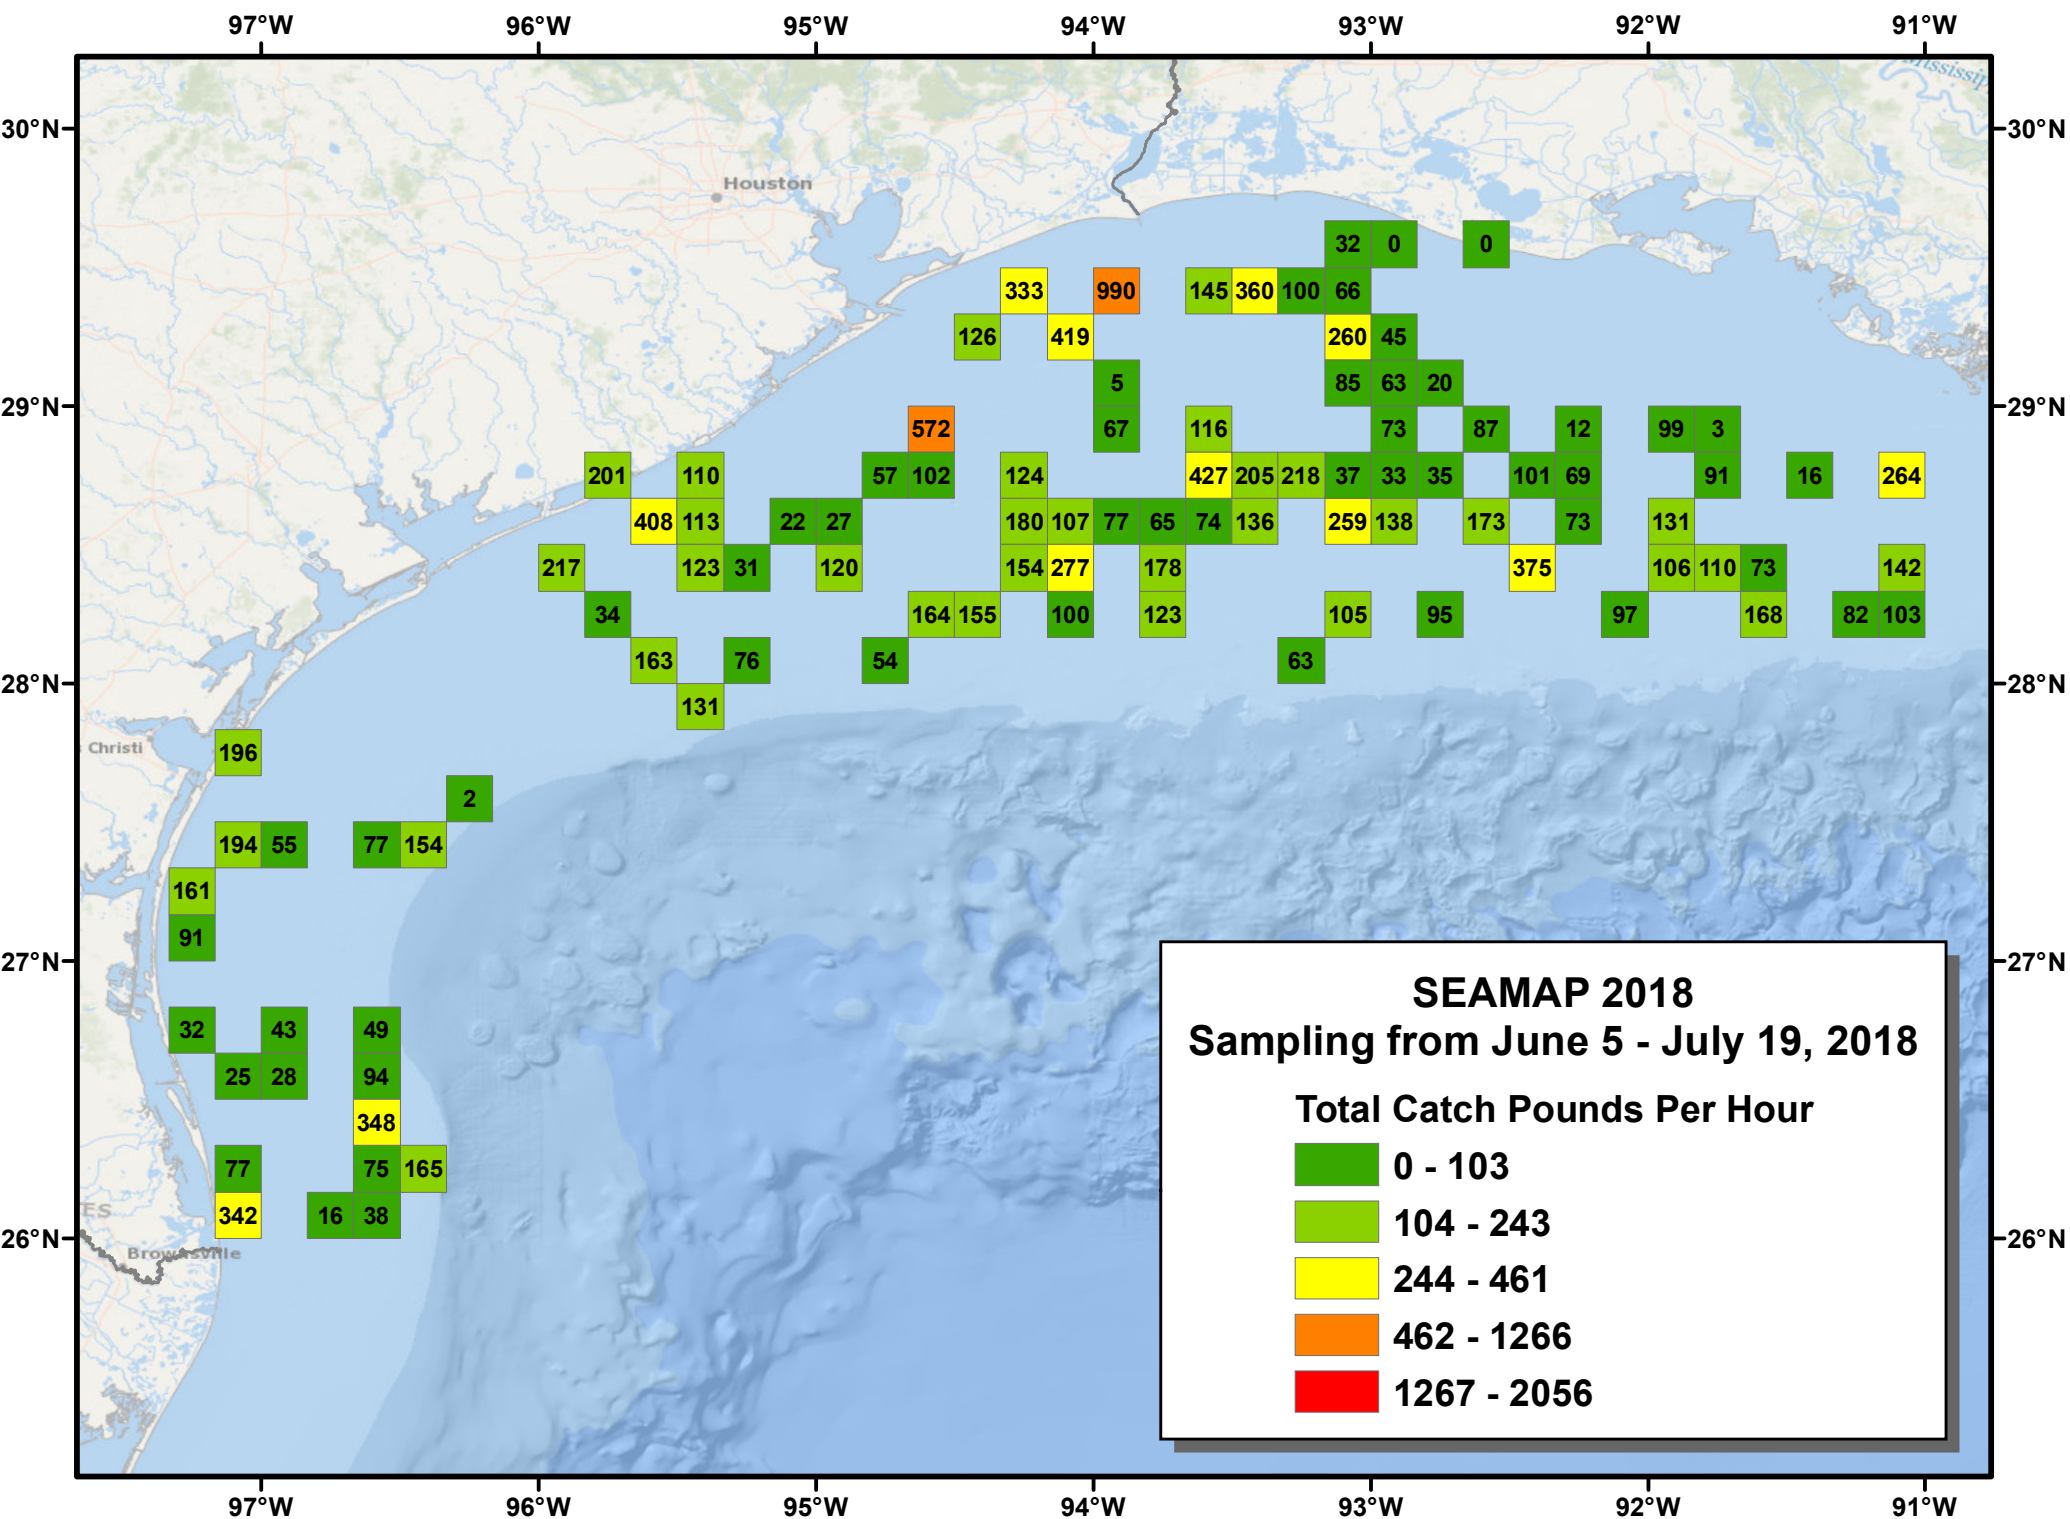 97°W 96°W 95°W 94°W 93°W 92°W 91°W
Mississip
30°N 30°N
Houston
32 0 0
333 990 145 360 100 66
126 419 260 45
5 85 63 20
29°N 29°N
572 67 116 73 87 12 99 3
201 110 57 102 124 427 205 218 37 33 35 101 69 91 16 264
408 113 22 27 180 107 77 65 74 136 259 138 173 73 131
217 123 31 120 154 277 178 375 106 110 73 142
34 164 155 100 123 105 95 97 168 82 103
163 76 54 63
28°N 28°N
131
Christi 196
2
194 55 77 154
161
91
27°N 27°N
32 43 49
25 28 94
348
77 75 165
342 16 38
ES
26°N 26°N
Brownsville
SEAMAP 2018
Sampling from June 5 - July 19, 2018
Total Catch Pounds Per Hour
0 - 103
104 - 243
244 - 461
462 - 1266
1267 - 2056
97°W 96°W 95°W 94°W 93°W 92°W 91°W